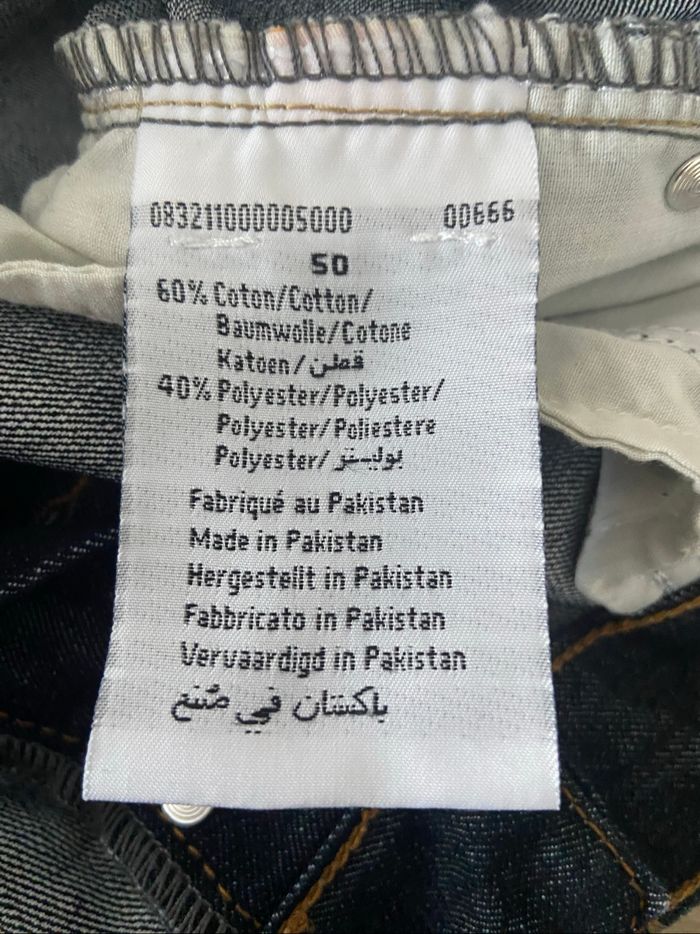 083211000005000 00666
50
60% Coton/Cotton/
Baumwolle/Cotone
Katoen/قطن
40% Polyester/Polyester/
Polyester/Poliestere
Polyester/بوليستر
Fabriqué au Pakistan
Made in Pakistan
Hergestellt in Pakistan
Fabbricato in Pakistan
Vervaardigd in Pakistan
باكستان في صُنع